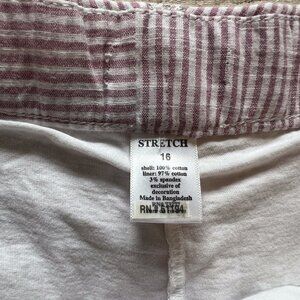 STRETCH
16
shell: 100% cotton
liner: 97% cotton
3% spandex
exclusive of
decoration
Made in Bangladesh